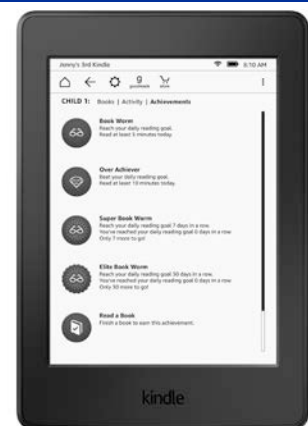 Jonny's 3rd Kindle 8:10 AM
goodreads store
CHILD 1: Books | Activity | Achievements
Book Worm
Reach your daily reading goal.
Read at least 5 minutes today.
Over Achiever
Beat your daily reading goal.
Read at least 10 minutes today.
Super Book Worm
Reach your daily reading goal 7 days in a row.
You've reached your daily reading goal 0 days in a row
Only 7 more to go!
Elite Book Worm
Reach your daily reading goal 30 days in a row.
You've reached your daily reading goal 0 days in a row
Only 30 more to go!
Read a Book
Finish a book to earn this achievement.
kindle